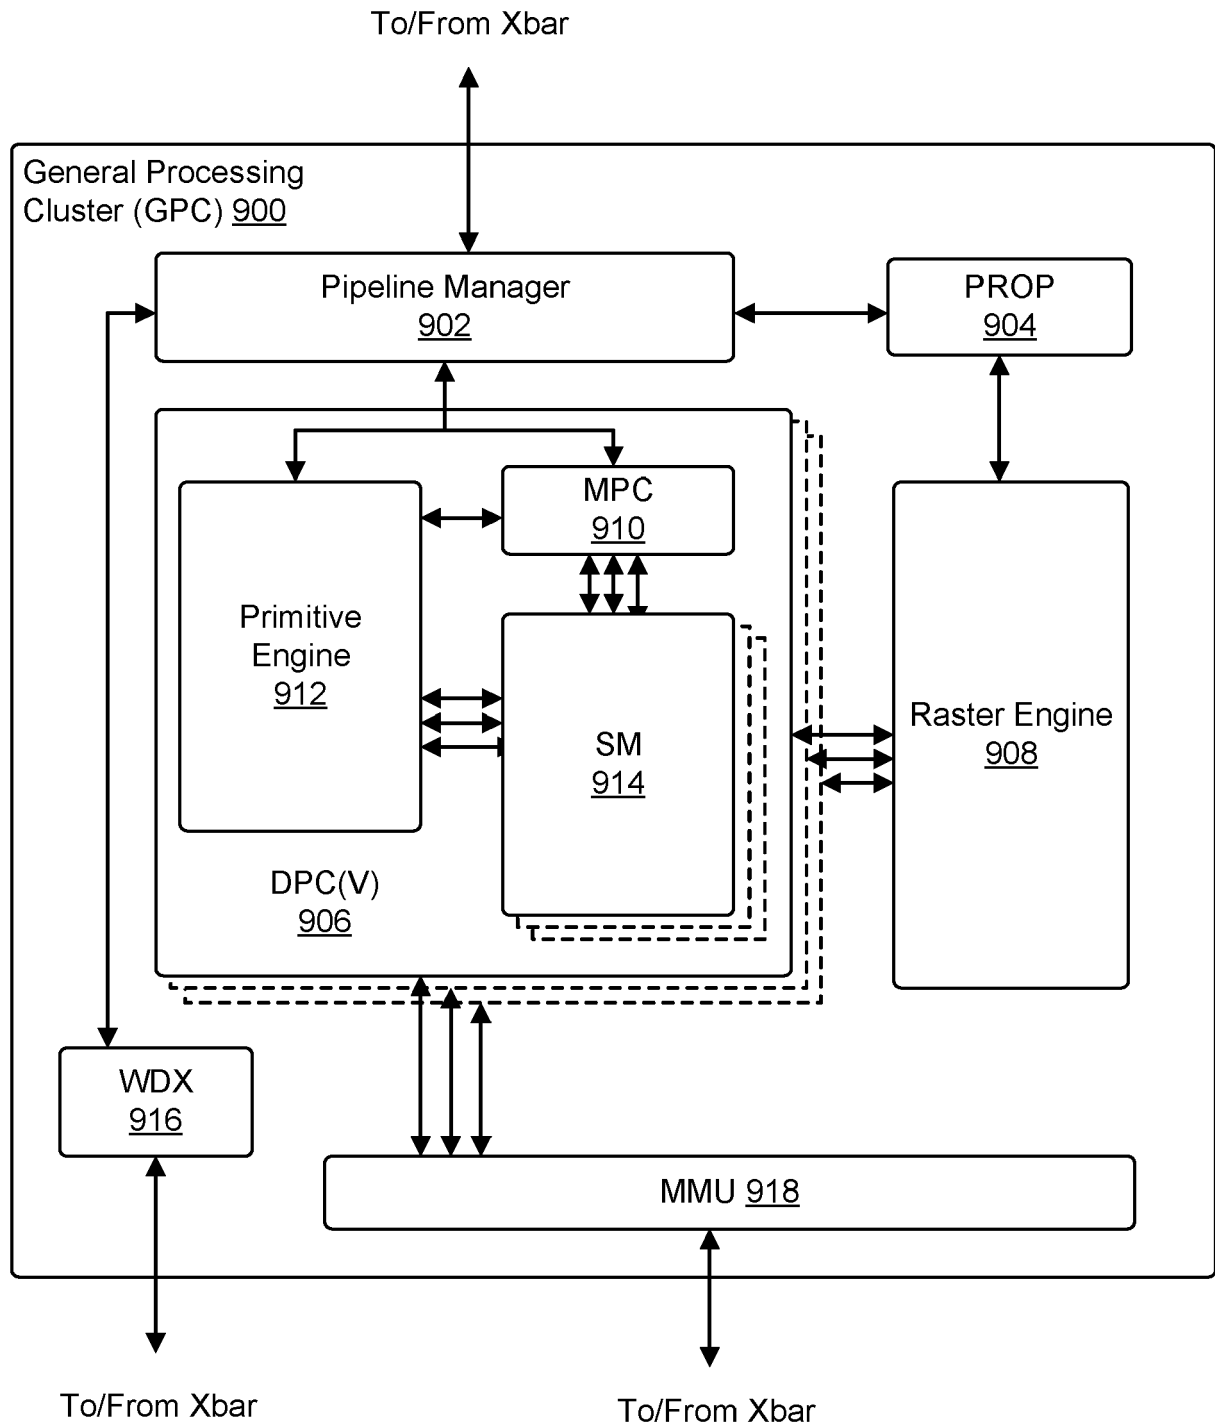 To/From Xbar
General Processing
Cluster (GPC) 900
Pipeline Manager
902
PROP
904
MPC
910
Primitive
Engine
912
SM
914
Raster Engine
908
DPC(V)
906
WDX
916
MMU 918
To/From Xbar
To/From Xbar